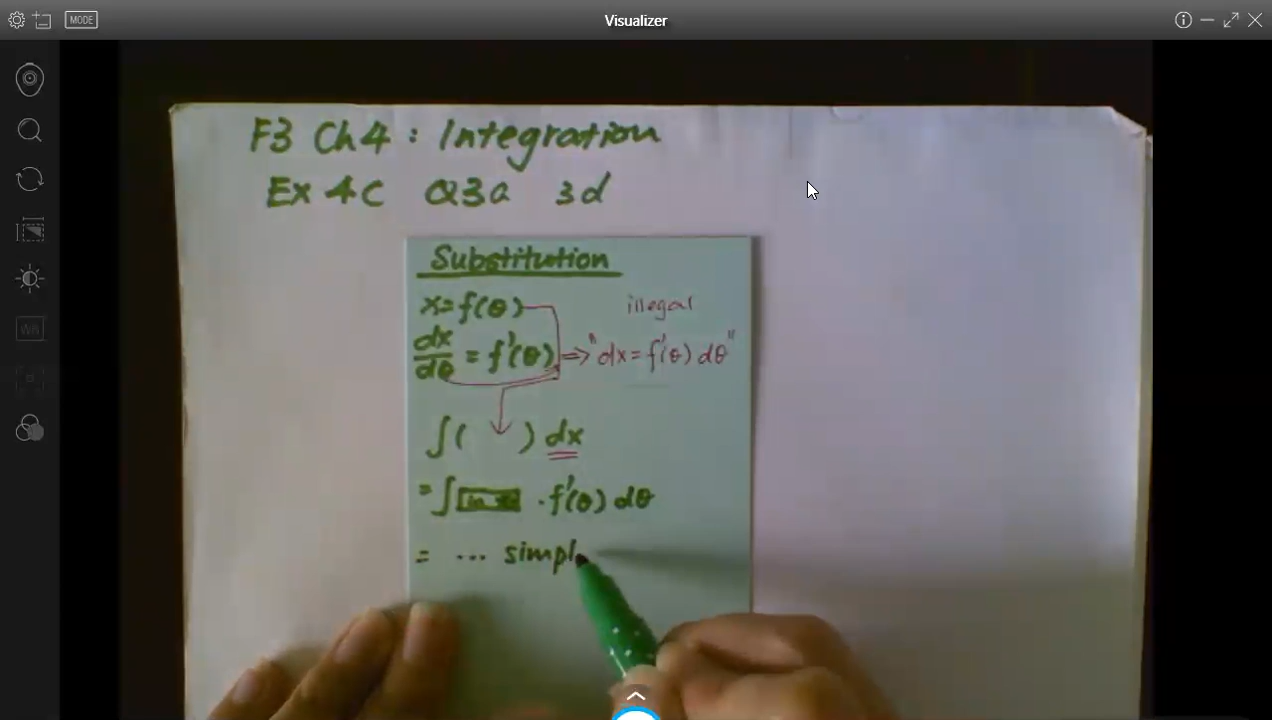 MODE
Visualizer
F3 Ch4 : Integration
Ex 4C Q3a 3d
Substitution
x=f(θ)
illegal
dx/dθ = f'(θ) ⇒ "dx=f'(θ) dθ"
∫( ) dx
=∫ · f'(θ) dθ
= ... simpl